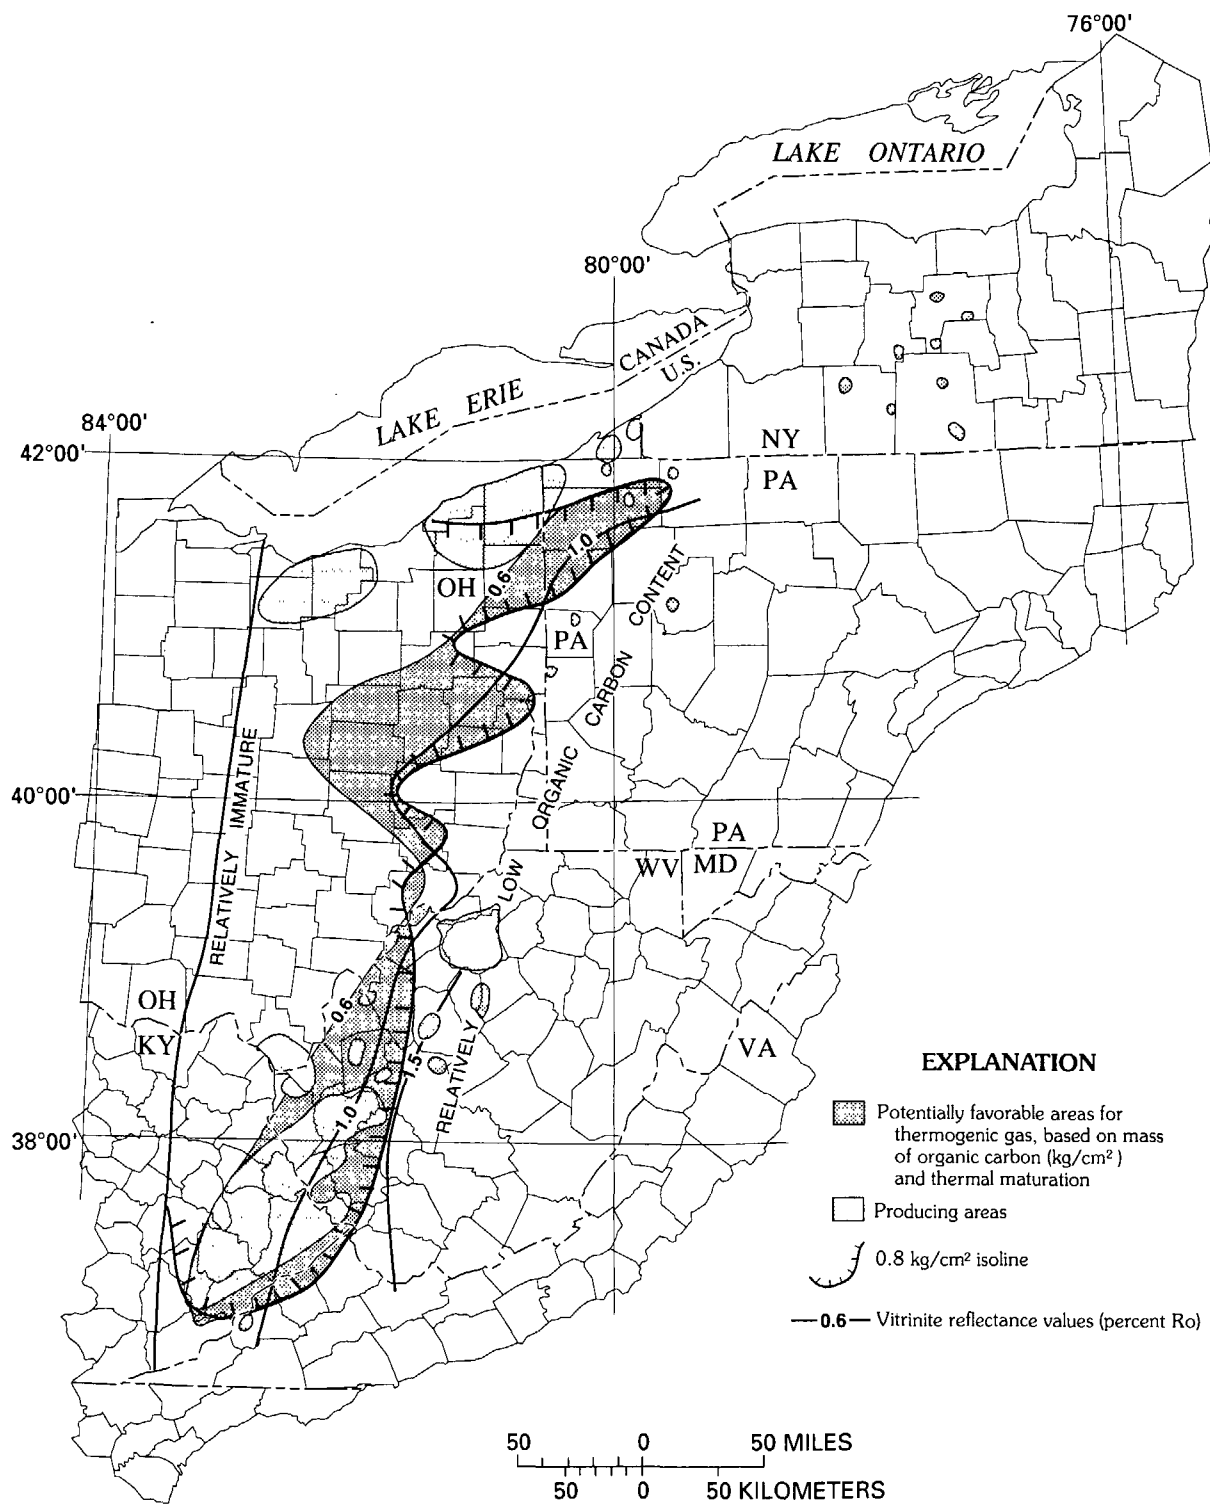 76°00'
LAKE ONTARIO
80°00'
CANADA
U.S.
LAKE ERIE
84°00'
42°00'
NY
PA
1.0
0.6
OH
PA
RELATIVELY LOW ORGANIC CARBON CONTENT
RELATIVELY IMMATURE
40°00'
PA
WV
MD
OH
KY
0.6
1.5
1.0
VA
38°00'
EXPLANATION
Potentially favorable areas for
thermogenic gas, based on mass
of organic carbon (kg/cm²)
and thermal maturation
Producing areas
0.8 kg/cm² isoline
0.6
Vitrinite reflectance values (percent Ro)
50 0 50 MILES
50 0 50 KILOMETERS